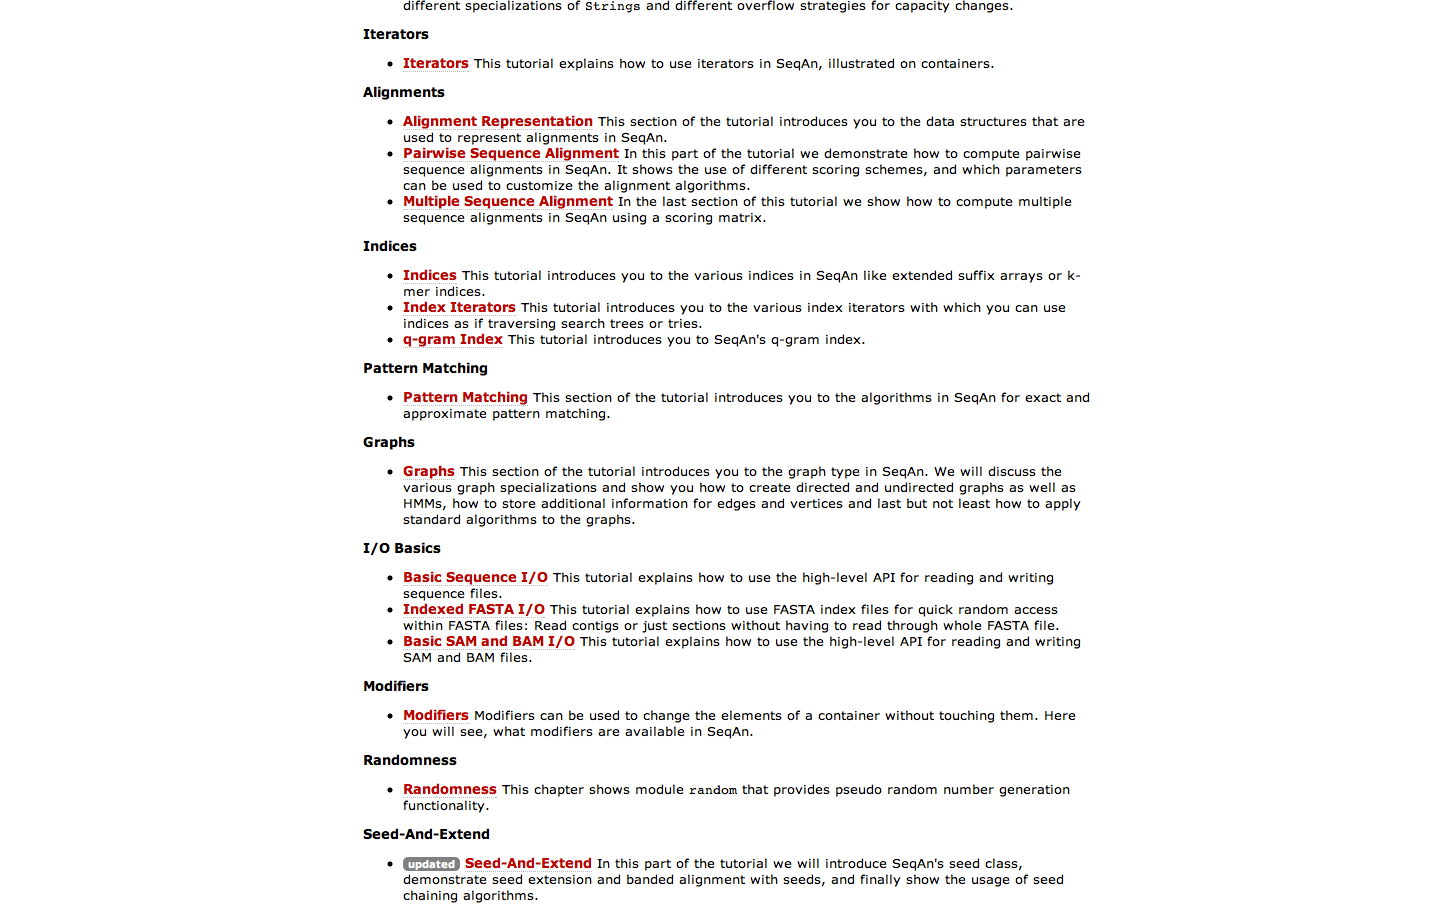 different specializations of Strings and different overflow strategies for capacity changes.
Iterators
Iterators This tutorial explains how to use iterators in SeqAn, illustrated on containers.
Alignments
Alignment Representation This section of the tutorial introduces you to the data structures that are
used to represent alignments in SeqAn.
Pairwise Sequence Alignment In this part of the tutorial we demonstrate how to compute pairwise
sequence alignments in SeqAn. It shows the use of different scoring schemes, and which parameters
can be used to customize the alignment algorithms.
Multiple Sequence Alignment In the last section of this tutorial we show how to compute multiple
sequence alignments in SeqAn using a scoring matrix.
Indices
Indices This tutorial introduces you to the various indices in SeqAn like extended suffix arrays or k-
mer indices.
Index Iterators This tutorial introduces you to the various index iterators with which you can use
indices as if traversing search trees or tries.
q-gram Index This tutorial introduces you to SeqAn's q-gram index.
Pattern Matching
Pattern Matching This section of the tutorial introduces you to the algorithms in SeqAn for exact and
approximate pattern matching.
Graphs
Graphs This section of the tutorial introduces you to the graph type in SeqAn. We will discuss the
various graph specializations and show you how to create directed and undirected graphs as well as
HMMs, how to store additional information for edges and vertices and last but not least how to apply
standard algorithms to the graphs.
I/O Basics
Basic Sequence I/O This tutorial explains how to use the high-level API for reading and writing
sequence files.
Indexed FASTA I/O This tutorial explains how to use FASTA index files for quick random access
within FASTA files: Read contigs or just sections without having to read through whole FASTA file.
Basic SAM and BAM I/O This tutorial explains how to use the high-level API for reading and writing
SAM and BAM files.
Modifiers
Modifiers Modifiers can be used to change the elements of a container without touching them. Here
you will see, what modifiers are available in SeqAn.
Randomness
Randomness This chapter shows module random that provides pseudo random number generation
functionality.
Seed-And-Extend
updated Seed-And-Extend In this part of the tutorial we will introduce SeqAn's seed class,
demonstrate seed extension and banded alignment with seeds, and finally show the usage of seed
chaining algorithms.